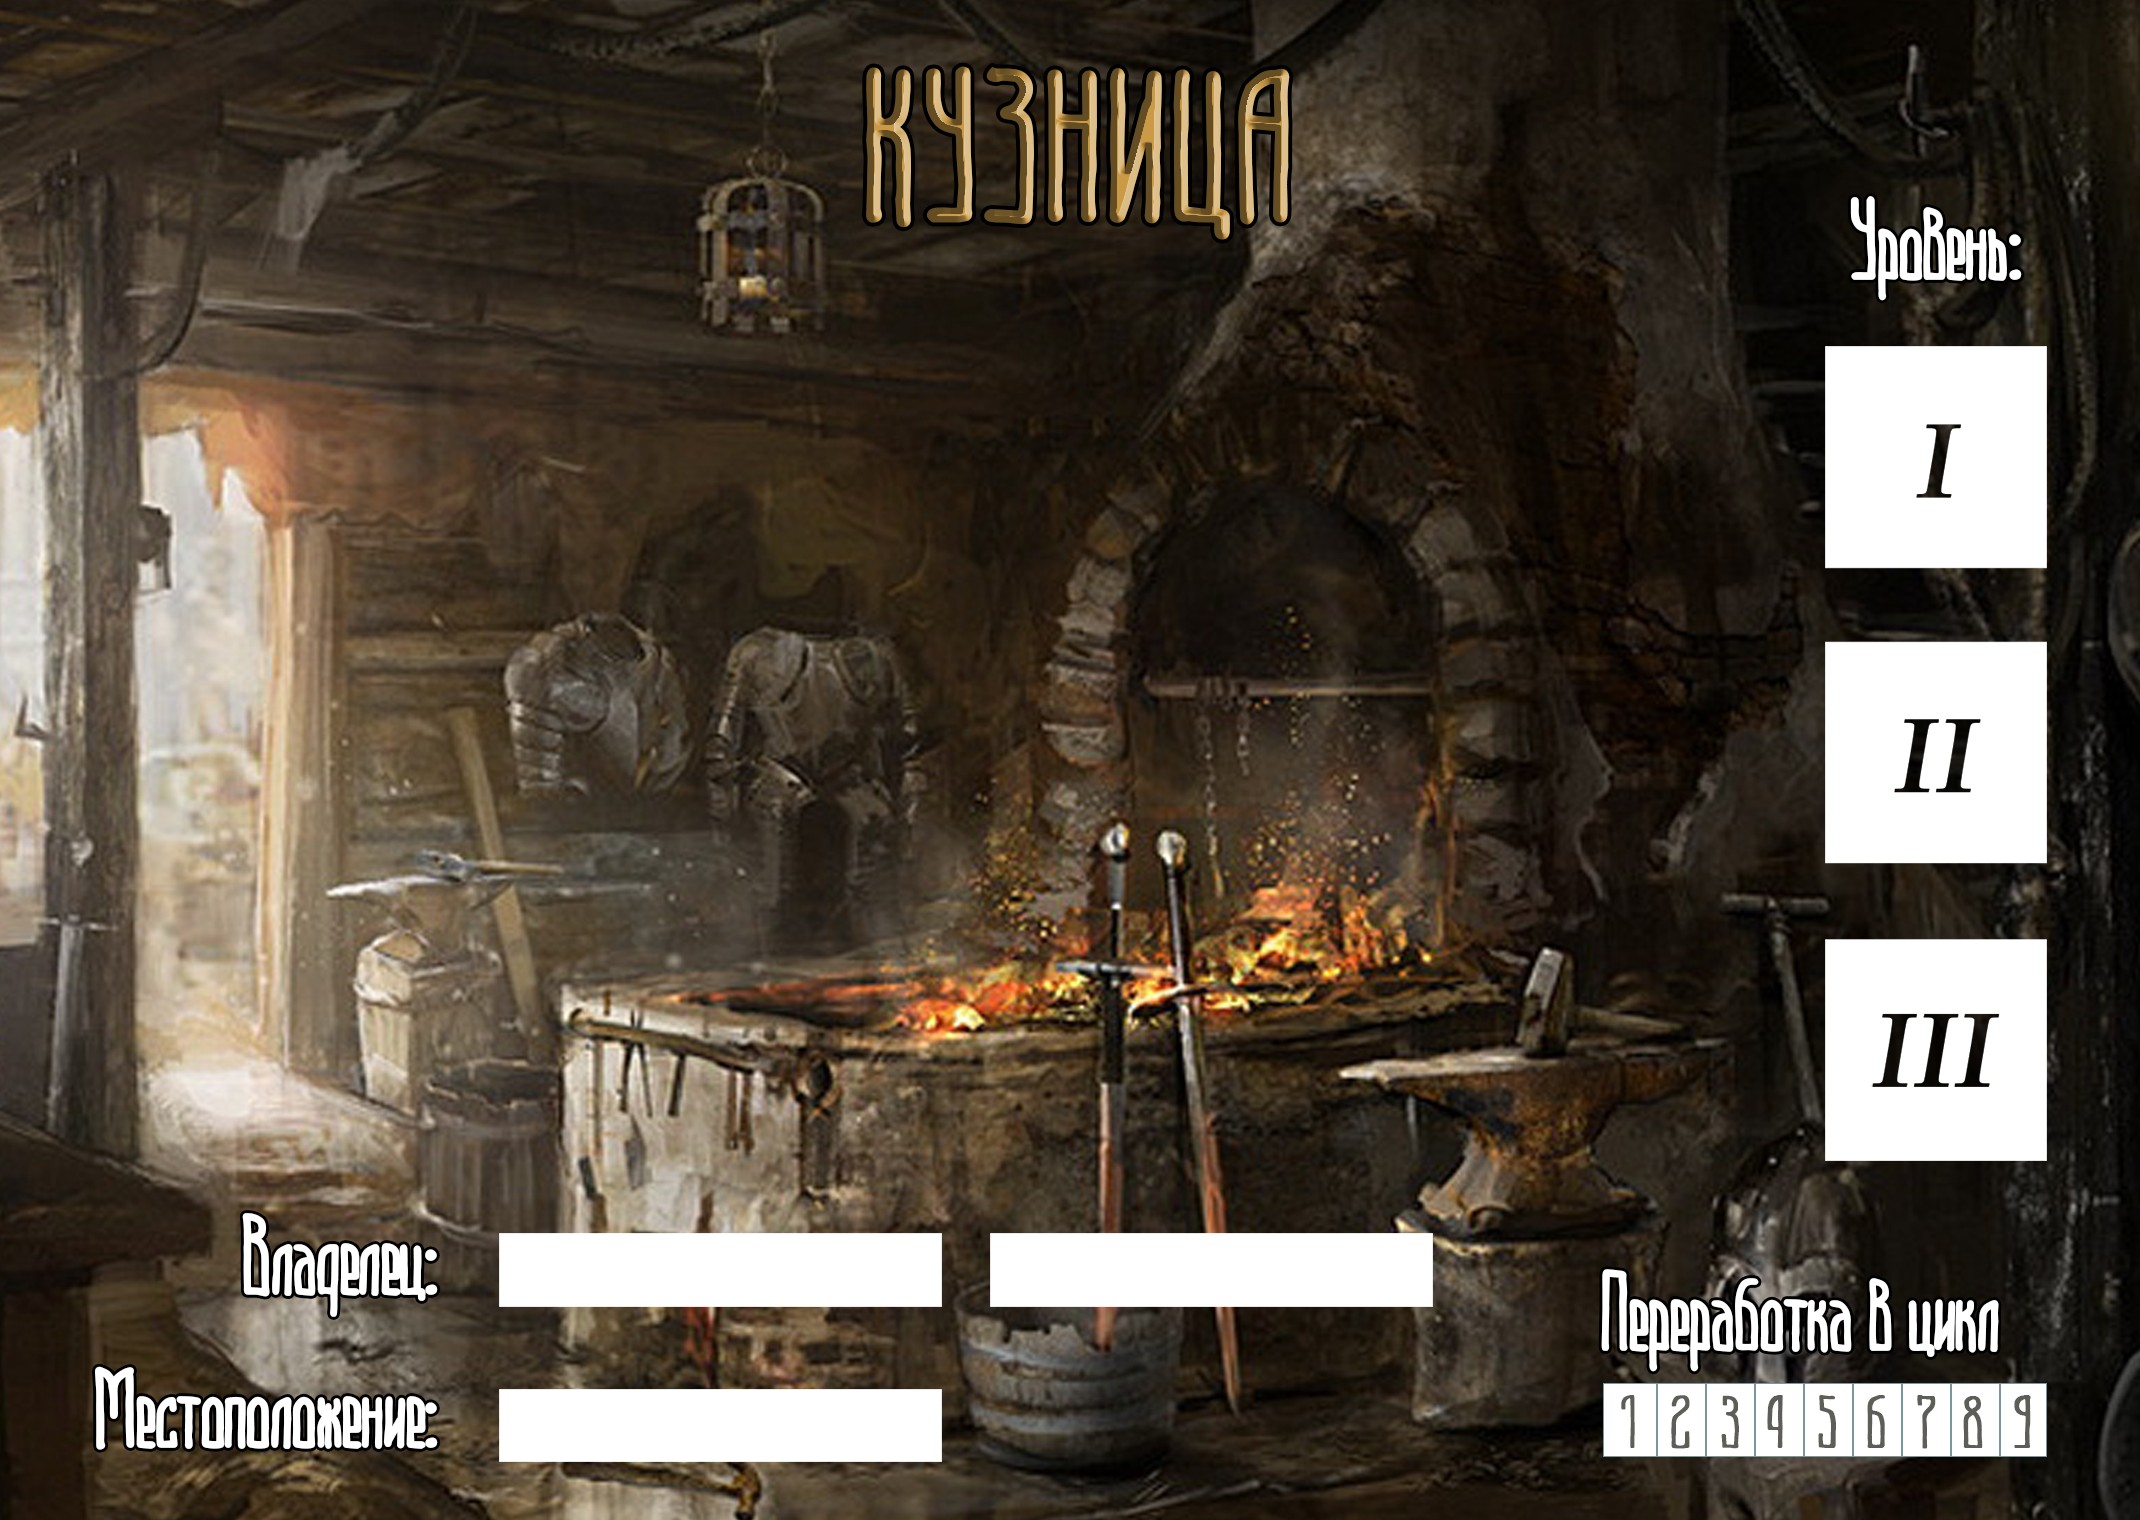 КУЗНИЦА
Уровень:
I
II
III
Владелец:
Переработка в цикл
Местоположение:
1 2 3 4 5 6 7 8 9